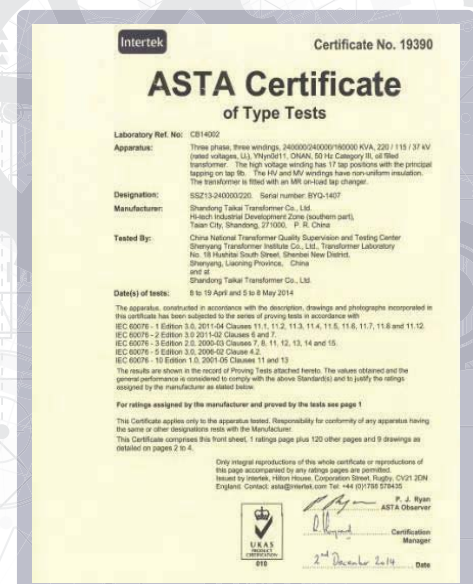 Intertek
Certificate No. 19390
ASTA Certificate
of Type Tests
Laboratory Ref. No: CB14002
Apparatus: Three phase, three windings, 240000/240000/160000 KVA, 220 / 115 / 37 kV
(rated voltages, Ur), YNyn0d11, ONAN, 50 Hz Category III, oil filled
transformer. The high voltage winding has 17 tap positions with the principal
tapping on tap 9b. The HV and MV windings have non-uniform insulation.
The transformer is fitted with an MR on-load tap changer.
Designation: SSZ13-240000/220. Serial number: BYQ-1407
Manufacturer: Shandong Taikai Transformer Co., Ltd.
Hi-tech Industrial Development Zone (southern part),
Taian City, Shandong, 271000, P. R. China
Tested By: China National Transformer Quality Supervision and Testing Center
Shenyang Transformer Institute Co., Ltd., Transformer Laboratory
No. 18 Hushitai South Street, Shenbei New District,
Shenyang, Liaoning Province, China
and at
Shandong Taikai Transformer Co., Ltd.
Date(s) of tests: 8 to 19 April and 5 to 8 May 2014
The apparatus, constructed in accordance with the description, drawings and photographs incorporated in
this certificate has been subjected to the series of proving tests in accordance with
IEC 60076 - 1 Edition 3.0, 2011-04 Clauses 11.1, 11.2, 11.3, 11.4, 11.5, 11.6, 11.7, 11.8 and 11.12.
IEC 60076 - 2 Edition 3.0 2011-02 Clauses 6 and 7.
IEC 60076 - 3 Edition 2.0, 2000-03 Clauses 7, 8, 11, 12, 13, 14 and 15.
IEC 60076 - 5 Edition 3.0, 2006-02 Clause 4.2.
IEC 60076 - 10 Edition 1.0, 2001-05 Clauses 11 and 13
The results are shown in the record of Proving Tests attached hereto. The values obtained and the
general performance is considered to comply with the above Standard(s) and to justify the ratings
assigned by the manufacturer as stated below.
For ratings assigned by the manufacturer and proved by the tests see page 1
This Certificate applies only to the apparatus tested. Responsibility for conformity of any apparatus having
the same or other designations rests with the Manufacturer.
This Certificate comprises this front sheet, 1 ratings page plus 120 other pages and 9 drawings as
detailed on pages 2 to 4.
Only integral reproductions of this whole certificate or reproductions of
this page accompanied by any ratings pages are permitted.
Issued by Intertek, Hilton House, Corporation Street, Rugby, CV21 2DN
England. Contact: asta@intertek.com Tel: +44 (0)1788 578435
P. J. Ryan
ASTA Observer
Certification
Manager
UKAS
PRODUCT
CERTIFICATION
010
2nd December 2014 Date